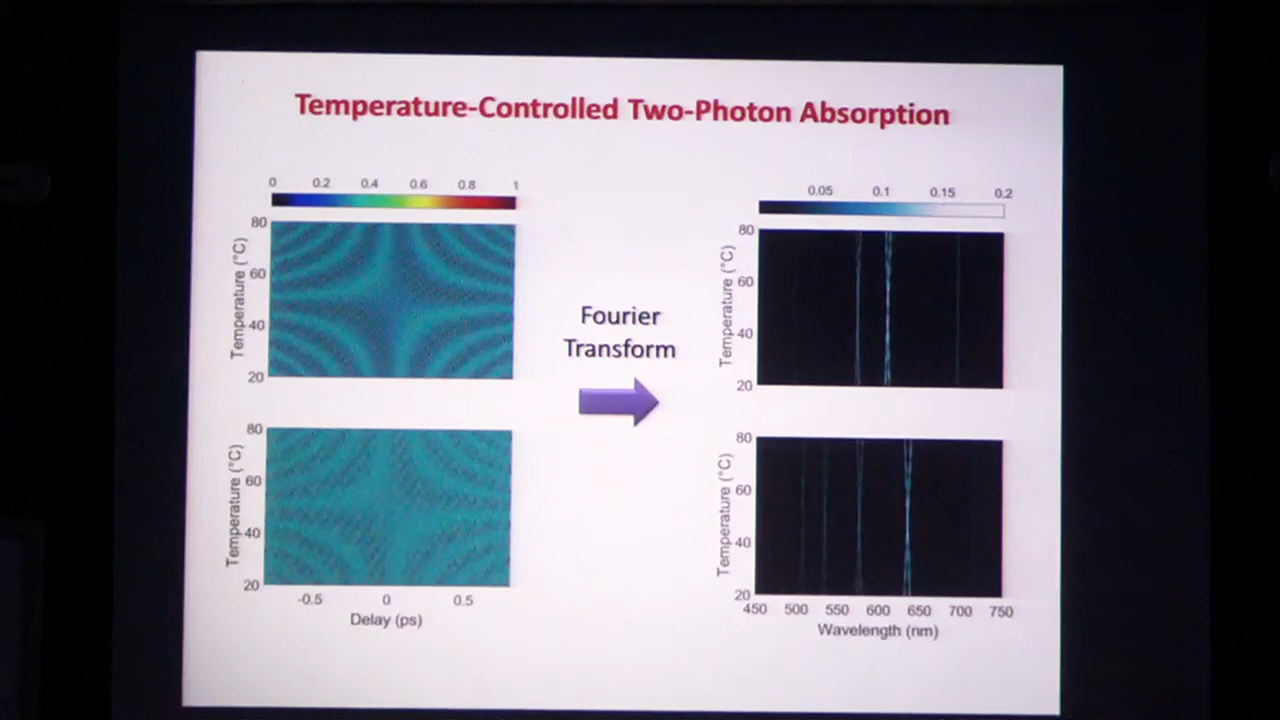 Temperature-Controlled Two-Photon Absorption
0 0.2 0.4 0.6 0.8 1
80
60
40
20
Temperature (°C)
80
60
40
20
Temperature (°C)
-0.5 0 0.5
Delay (ps)
Fourier
Transform
0.05 0.1 0.15 0.2
80
60
40
20
Temperature (°C)
80
60
40
20
Temperature (°C)
450 500 550 600 650 700 750
Wavelength (nm)